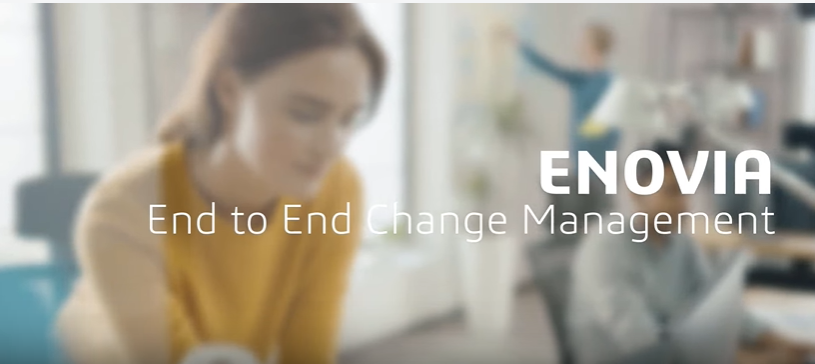 ENOVIA
End to End Change Management